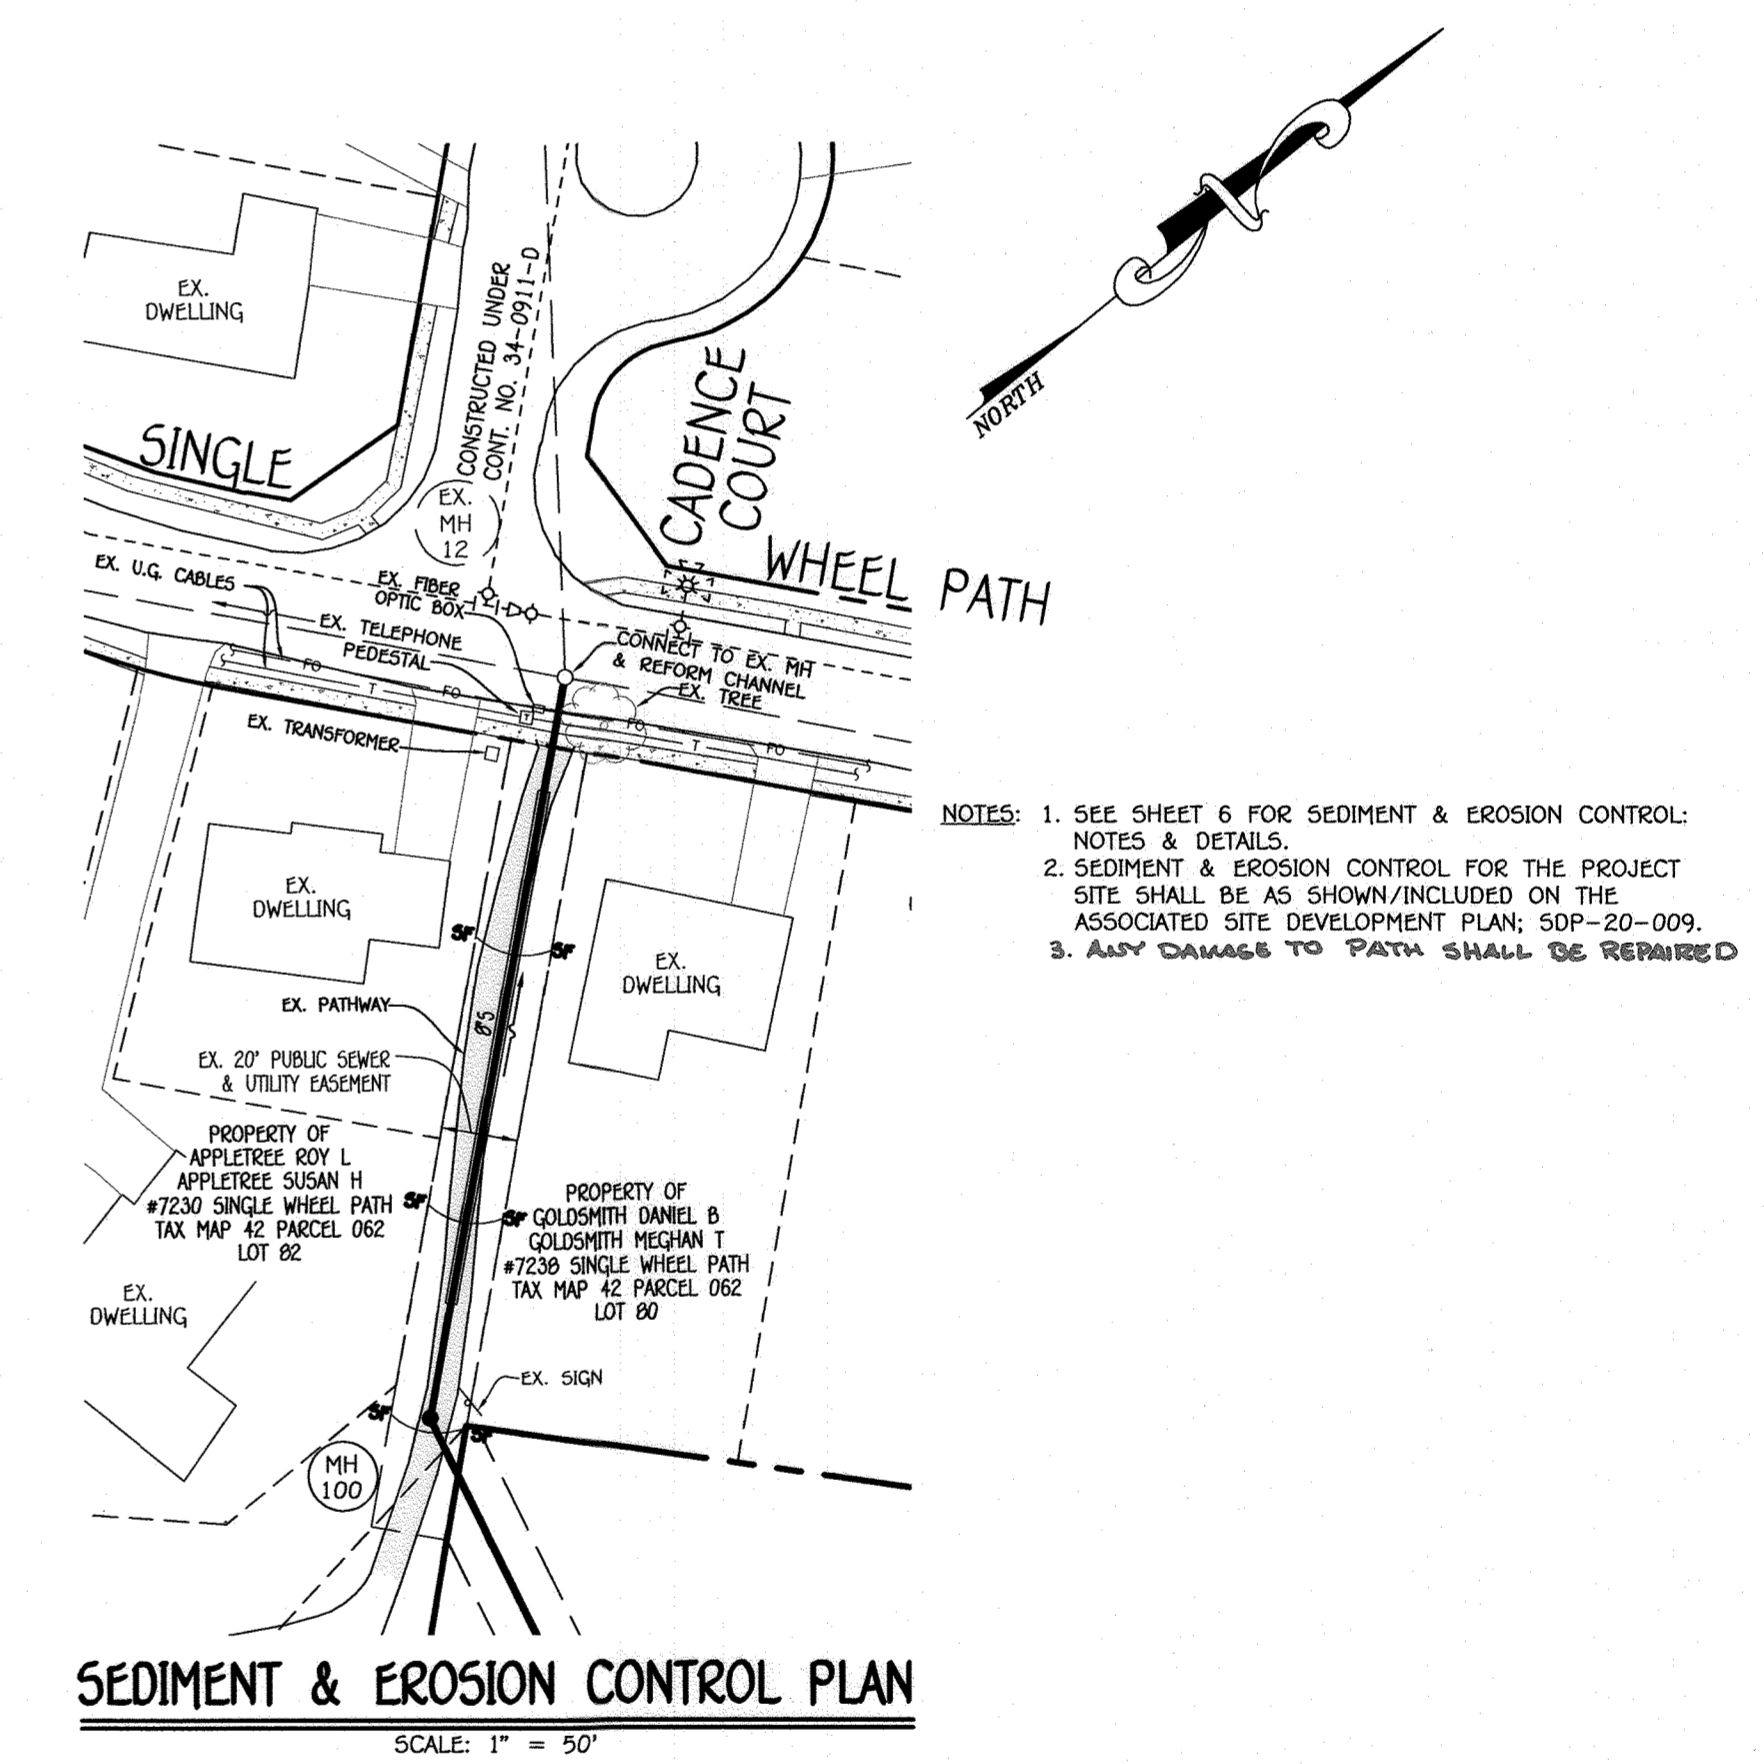 NORTH
EX.
DWELLING
CONSTRUCTED UNDER
CONT. NO. 34-0911-D
CADENCE
COURT
SINGLE
WHEEL PATH
EX.
MH
12
EX. U.G. CABLES
EX. FIBER
OPTIC BOX
EX. TELEPHONE
PEDESTAL
CONNECT TO EX. MH
& REFORM CHANNEL
EX. TREE
FO
T
FO
T
FO
T
FO
EX. TRANSFORMER
NOTES: 1. SEE SHEET 6 FOR SEDIMENT & EROSION CONTROL:
NOTES & DETAILS.
2. SEDIMENT & EROSION CONTROL FOR THE PROJECT
SITE SHALL BE AS SHOWN/INCLUDED ON THE
ASSOCIATED SITE DEVELOPMENT PLAN; SDP-20-009.
3. ANY DAMAGE TO PATH SHALL BE REPAIRED
EX.
DWELLING
SF
SF
EX.
DWELLING
EX. PATHWAY
8"S
EX. 20' PUBLIC SEWER
& UTILITY EASEMENT
PROPERTY OF
APPLETREE ROY L
APPLETREE SUSAN H
#7230 SINGLE WHEEL PATH
TAX MAP 42 PARCEL 062
LOT 82
SF
SF
PROPERTY OF
GOLDSMITH DANIEL B
GOLDSMITH MEGHAN T
#7238 SINGLE WHEEL PATH
TAX MAP 42 PARCEL 062
LOT 80
EX.
DWELLING
EX. SIGN
SF
SF
MH
100
SEDIMENT & EROSION CONTROL PLAN
SCALE: 1" = 50'